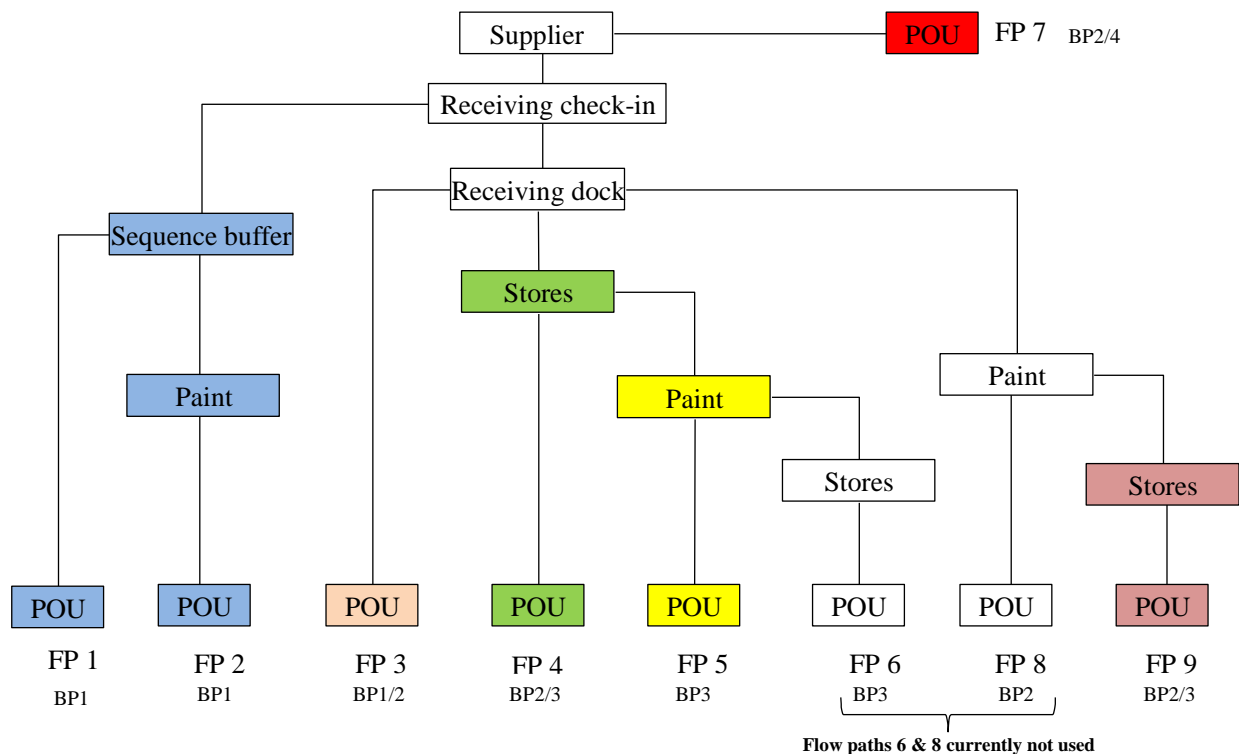 Supplier
POU
FP 7
BP2/4
Receiving check-in
Receiving dock
Sequence buffer
Stores
Paint
Paint
Paint
Stores
Stores
POU
POU
POU
POU
POU
POU
POU
POU
FP 1
FP 2
FP 3
FP 4
FP 5
FP 6
FP 8
FP 9
BP1
BP1
BP1/2
BP2/3
BP3
BP3
BP2
BP2/3
Flow paths 6 & 8 currently not used